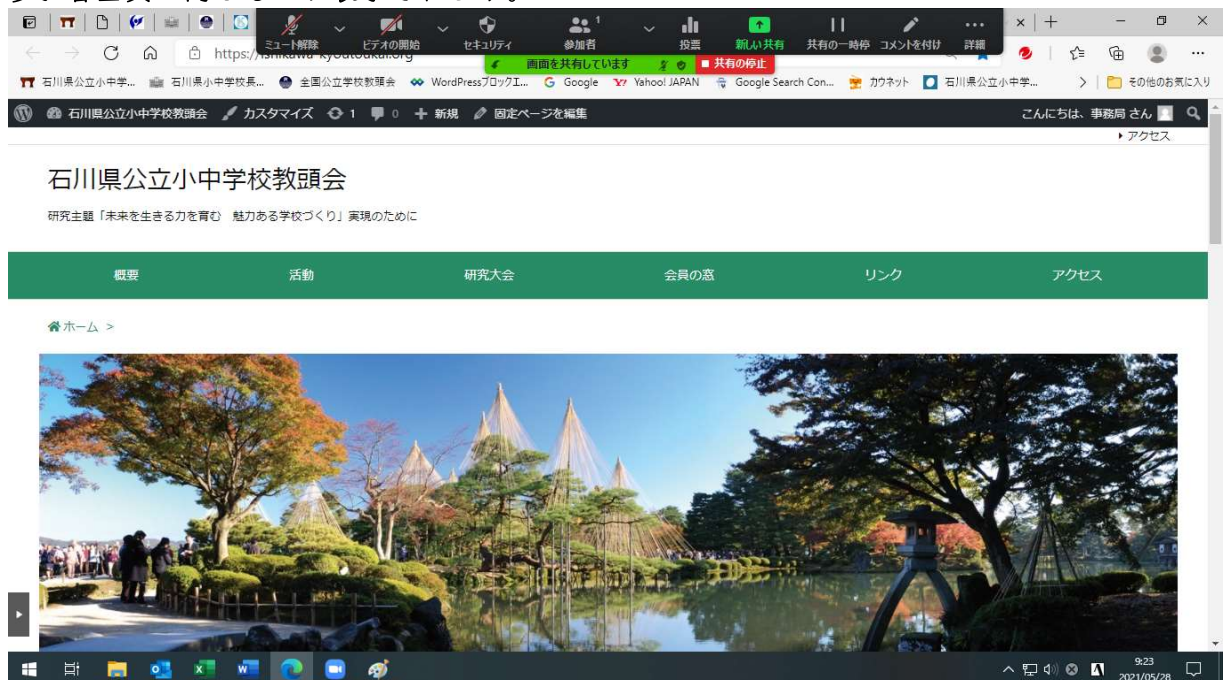 ミュート解除 ビデオの開始 セキュリティ 参加者 1 投票 新しい共有 共有の一時停 コメントを付け 詳細
https://ishikawa-kyoutoukai.org
画面を共有しています 共有の停止
石川県公立小中学... 石川県小中学校長... 全国公立学校教頭会 WordPressブロックエ... Google Yahoo! JAPAN Google Search Con... カウネット 石川県公立小中学... その他のお気に入り
石川県公立小中学校教頭会 カスタマイズ 1 0 新規 固定ページを編集 こんにちは、事務局 さん
アクセス
石川県公立小中学校教頭会
研究主題「未来を生きる力を育む 魅力ある学校づくり」実現のために
概要 活動 研究大会 会員の窓 リンク アクセス
ホーム >
9:23
2021/05/28